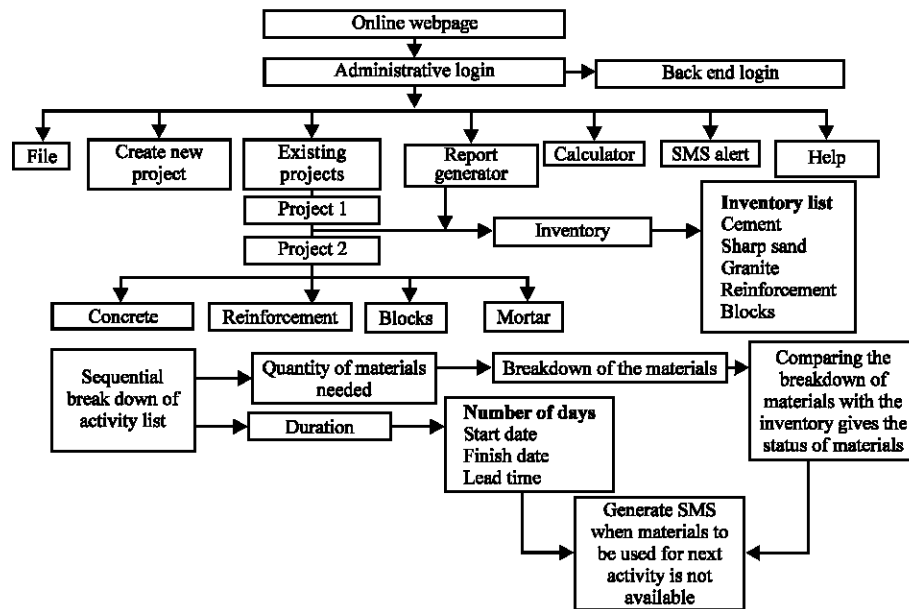 Online webpage
Administrative login
Back end login
File
Create new
project
Existing
projects
Report
generator
Calculator
SMS alert
Help
Project 1
Project 2
Inventory
Inventory list
Cement
Sharp sand
Granite
Reinforcement
Blocks
Concrete
Reinforcement
Blocks
Mortar
Sequential
break down of
activity list
Quantity of materials
needed
Breakdown of the materials
Comparing the
breakdown of
materials with the
inventory gives the
status of materials
Duration
Number of days
Start date
Finish date
Lead time
Generate SMS
when materials to
be used for next
activity is not
available